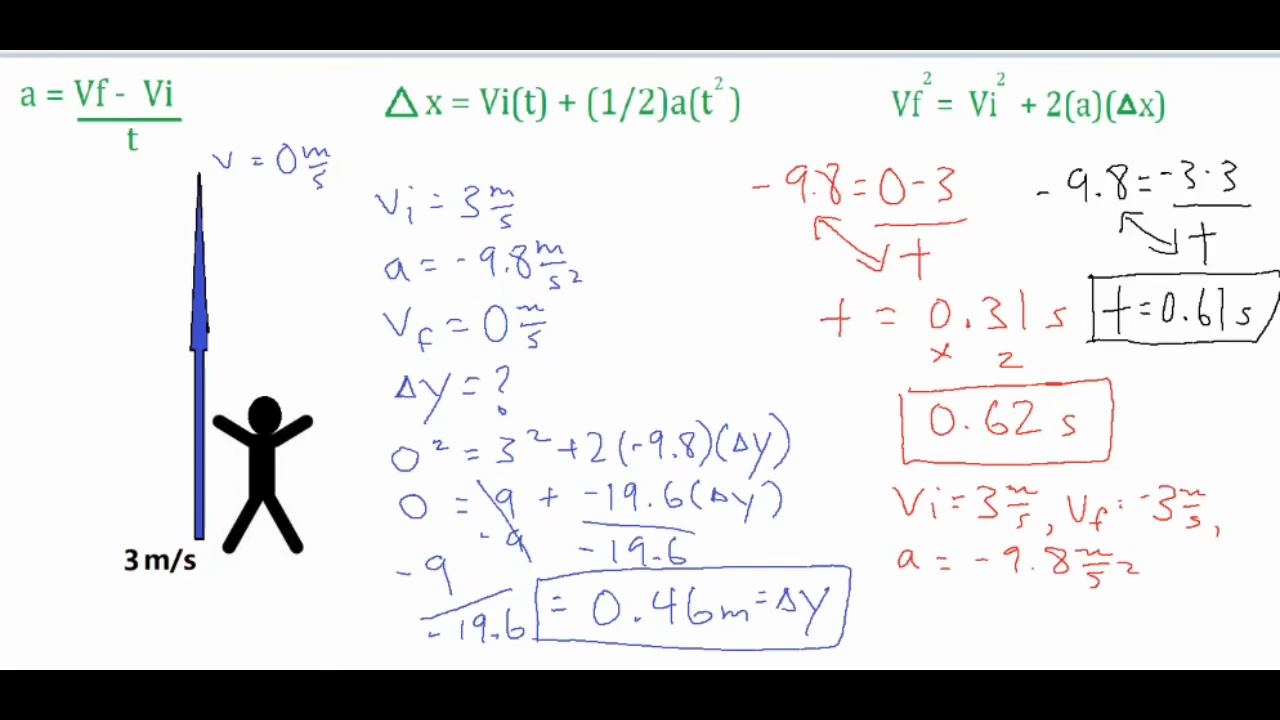 a = Vf - Vi
t
△x = Vi(t) + (1/2)a(t²)
Vf² = Vi² + 2(a)(Δx)
v = 0 m/s
3 m/s
Vi = 3 m/s
a = -9.8 m/s²
Vf = 0 m/s
Δy = ?
0² = 3² + 2(-9.8)(Δy)
0 = 9 + -19.6(Δy)
-9 -19.6
-9
-19.6
= 0.46m = Δy
-9.8 = 0-3
t
t = 0.31 s
x 2
0.62 s
Vi = 3 m/s, Vf = -3 m/s,
a = -9.8 m/s²
-9.8 = -3-3
t
t = 0.61 s